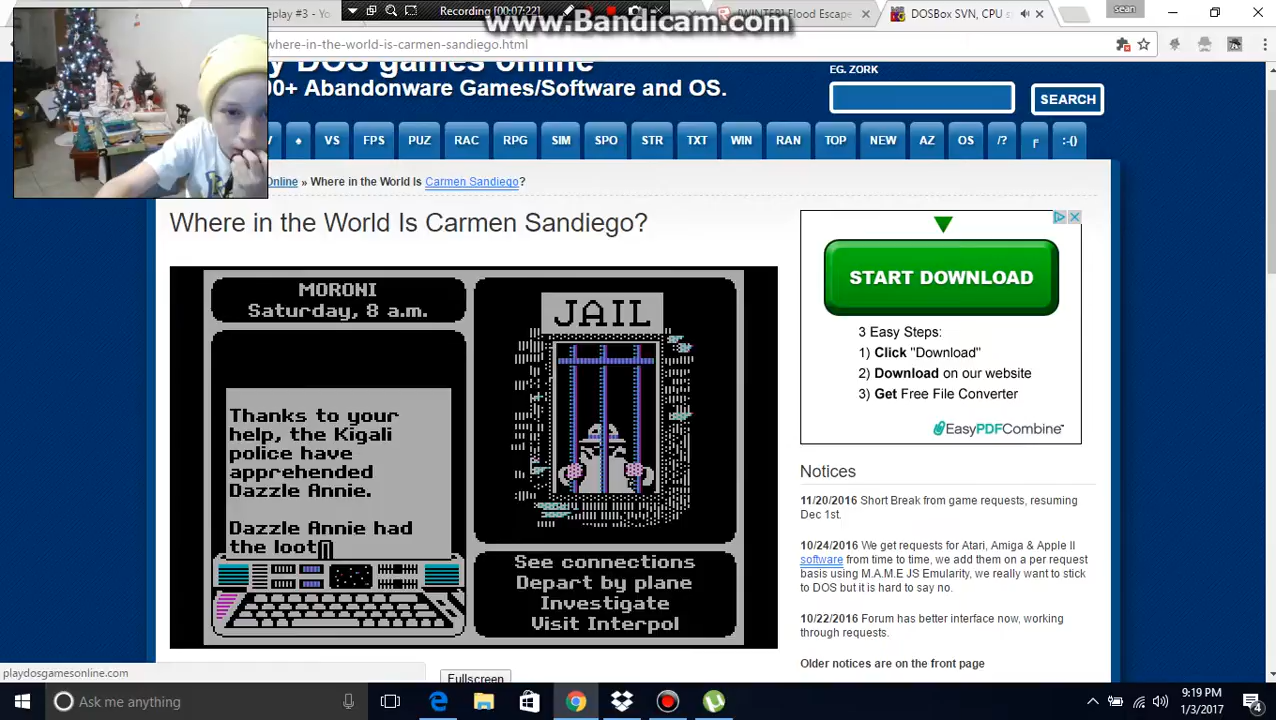 eplay #3 - Yo
Recording [00:07:22]
www.Bandicam.com
[WINTER] Flood Escape
DOSBox SVN, CPU s
sean
where-in-the-world-is-carmen-sandiego.html
DOS games online
00+ Abandonware Games/Software and OS.
EG. ZORK
SEARCH
V
VS
FPS
PUZ
RAC
RPG
SIM
SPO
STR
TXT
WIN
RAN
TOP
NEW
AZ
OS
/?
╒
:-()
Online » Where in the World Is Carmen Sandiego?
Where in the World Is Carmen Sandiego?
MORONI
Saturday, 8 a.m.
Thanks to your
help, the Kigali
police have
apprehended
Dazzle Annie.
Dazzle Annie had
the loot
JAIL
See connections
Depart by plane
Investigate
Visit Interpol
START DOWNLOAD
3 Easy Steps:
1) Click "Download"
2) Download on our website
3) Get Free File Converter
EasyPDFCombine™
Notices
11/20/2016 Short Break from game requests, resuming
Dec 1st.
10/24/2016 We get requests for Atari, Amiga & Apple II
software from time to time, we add them on a per request
basis using M.A.M.E JS Emularity, we really want to stick
to DOS but it is hard to say no.
10/22/2016 Forum has better interface now, working
through requests.
Older notices are on the front page
Fullscreen
playdosgamesonline.com
Ask me anything
9:19 PM
1/3/2017
4